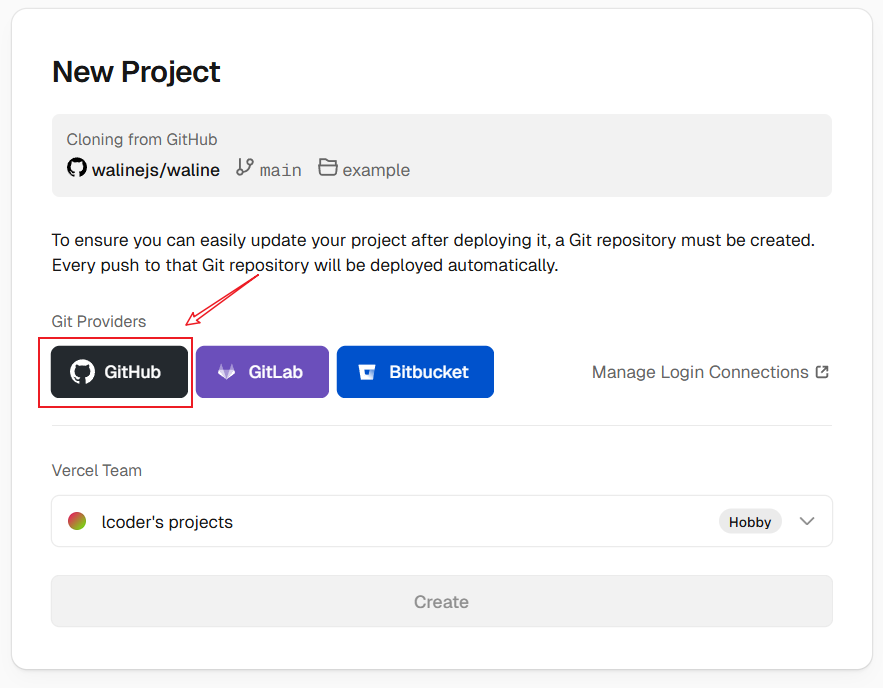 New Project
Cloning from GitHub
walinejs/waline main example
To ensure you can easily update your project after deploying it, a Git repository must be created.
Every push to that Git repository will be deployed automatically.
Git Providers
GitHub GitLab Bitbucket Manage Login Connections
Vercel Team
lcoder's projects Hobby
Create